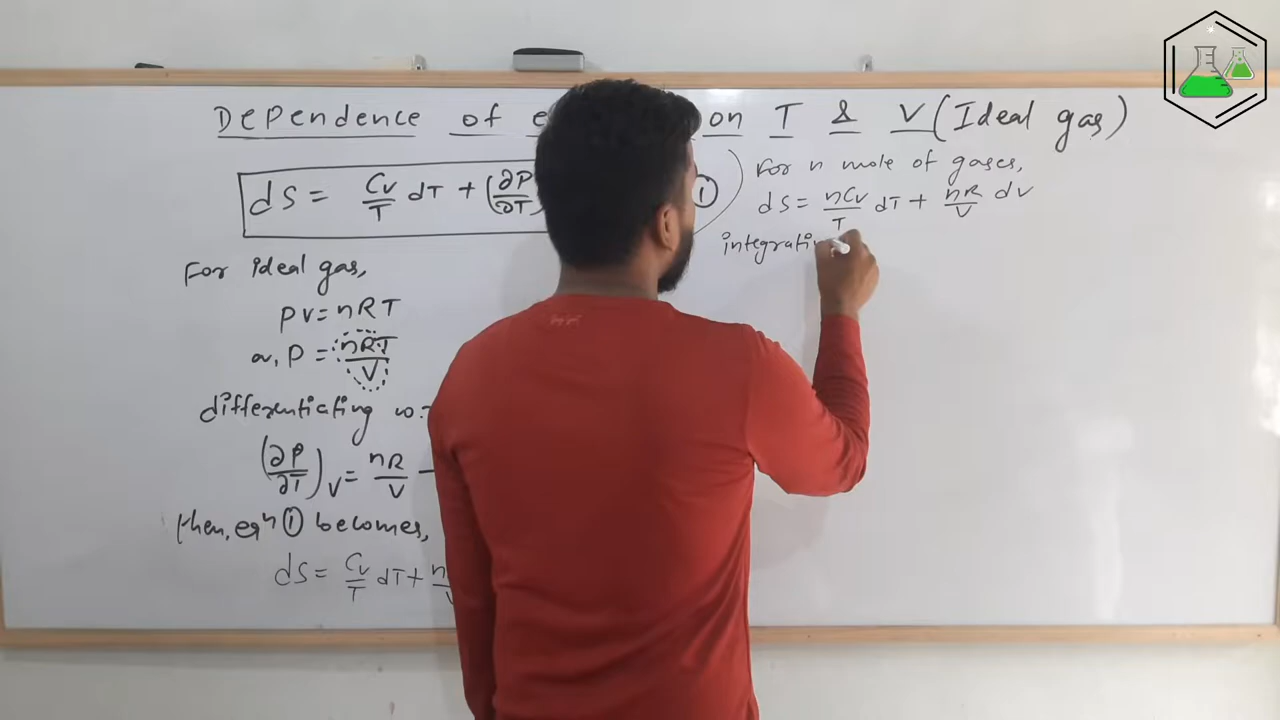 Dependence of e on T & V (Ideal gas)
dS = Cv/T dT + (∂P/∂T) ①
For ideal gas,
PV = nRT
or, P = nRT/V
differentiating w.
(∂P/∂T)V = nR/V
then, eqn ① becomes,
dS = Cv/T dT + n
For n mole of gases,
dS = nCv/T dT + nR/V dV
integratin